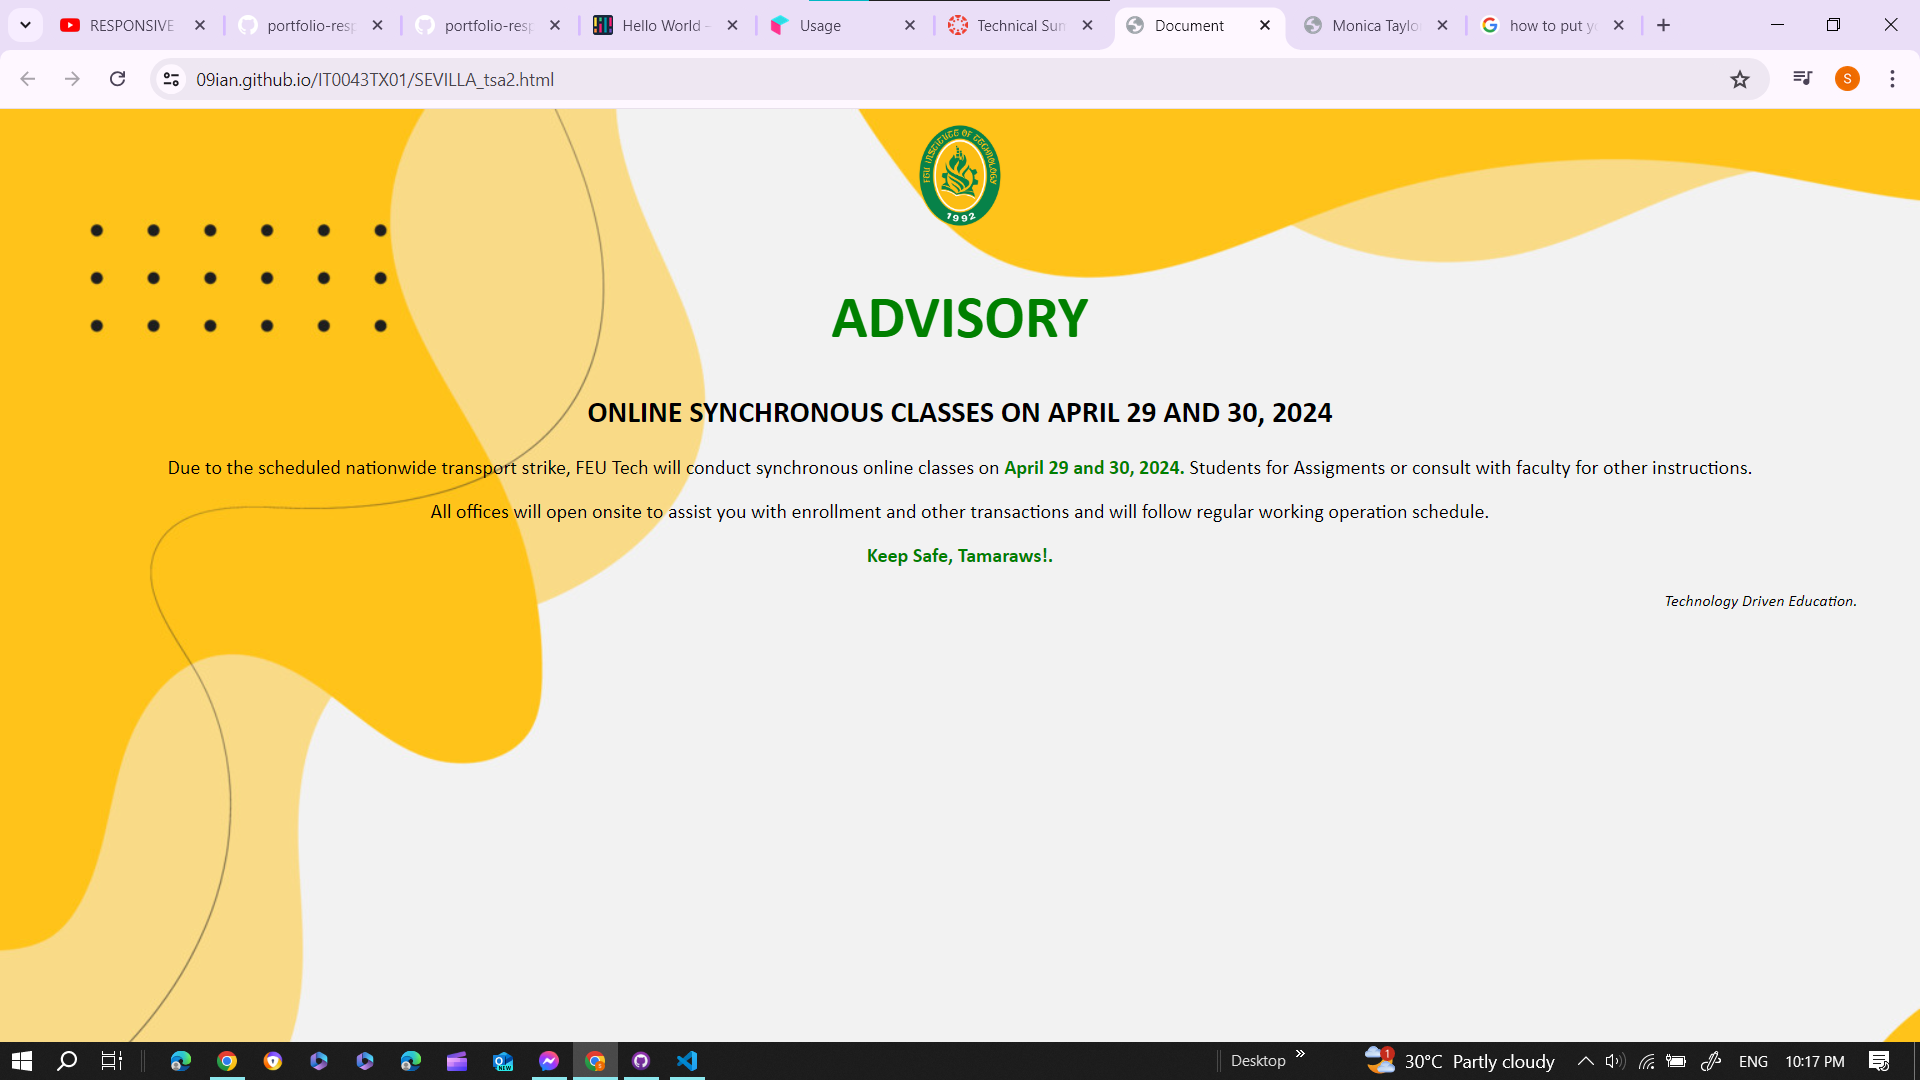 RESPONSIVE
portfolio-resp
portfolio-resp
Hello World -
Usage
Technical Sum
Document
Monica Taylo
how to put yo
09ian.github.io/IT0043TX01/SEVILLA_tsa2.html
S
FEU INSTITUTE OF TECHNOLOGY
1992
ADVISORY
ONLINE SYNCHRONOUS CLASSES ON APRIL 29 AND 30, 2024
Due to the scheduled nationwide transport strike, FEU Tech will conduct synchronous online classes on April 29 and 30, 2024. Students for Assigments or consult with faculty for other instructions.
All offices will open onsite to assist you with enrollment and other transactions and will follow regular working operation schedule.
Keep Safe, Tamaraws!.
Technology Driven Education.
NEW
Desktop
1
30°C Partly cloudy
ENG
10:17 PM